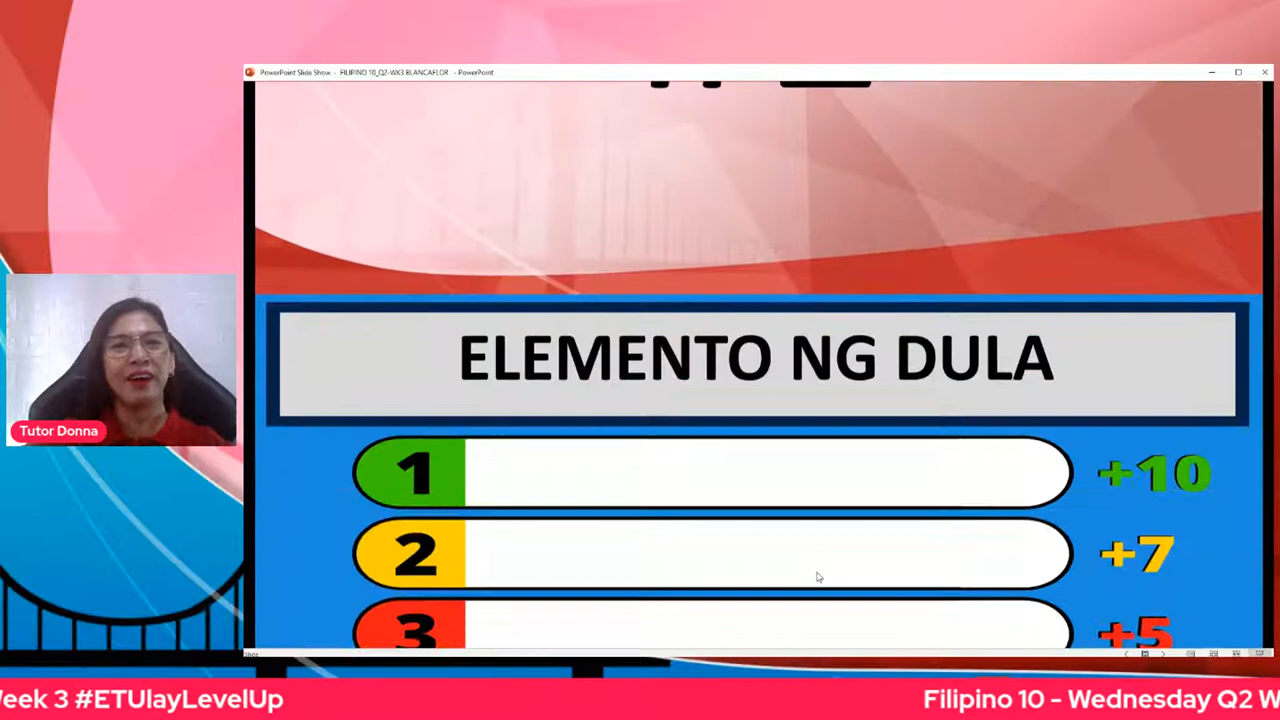 PowerPoint Slide Show - FILIPINO 10_Q2-WK3 BLANCAFLOR - PowerPoint
ELEMENTO NG DULA
1 +10
2 +7
3 +5
Tutor Donna
Slide
Week 3 #ETUlayLevelUp
Filipino 10 - Wednesday Q2 W